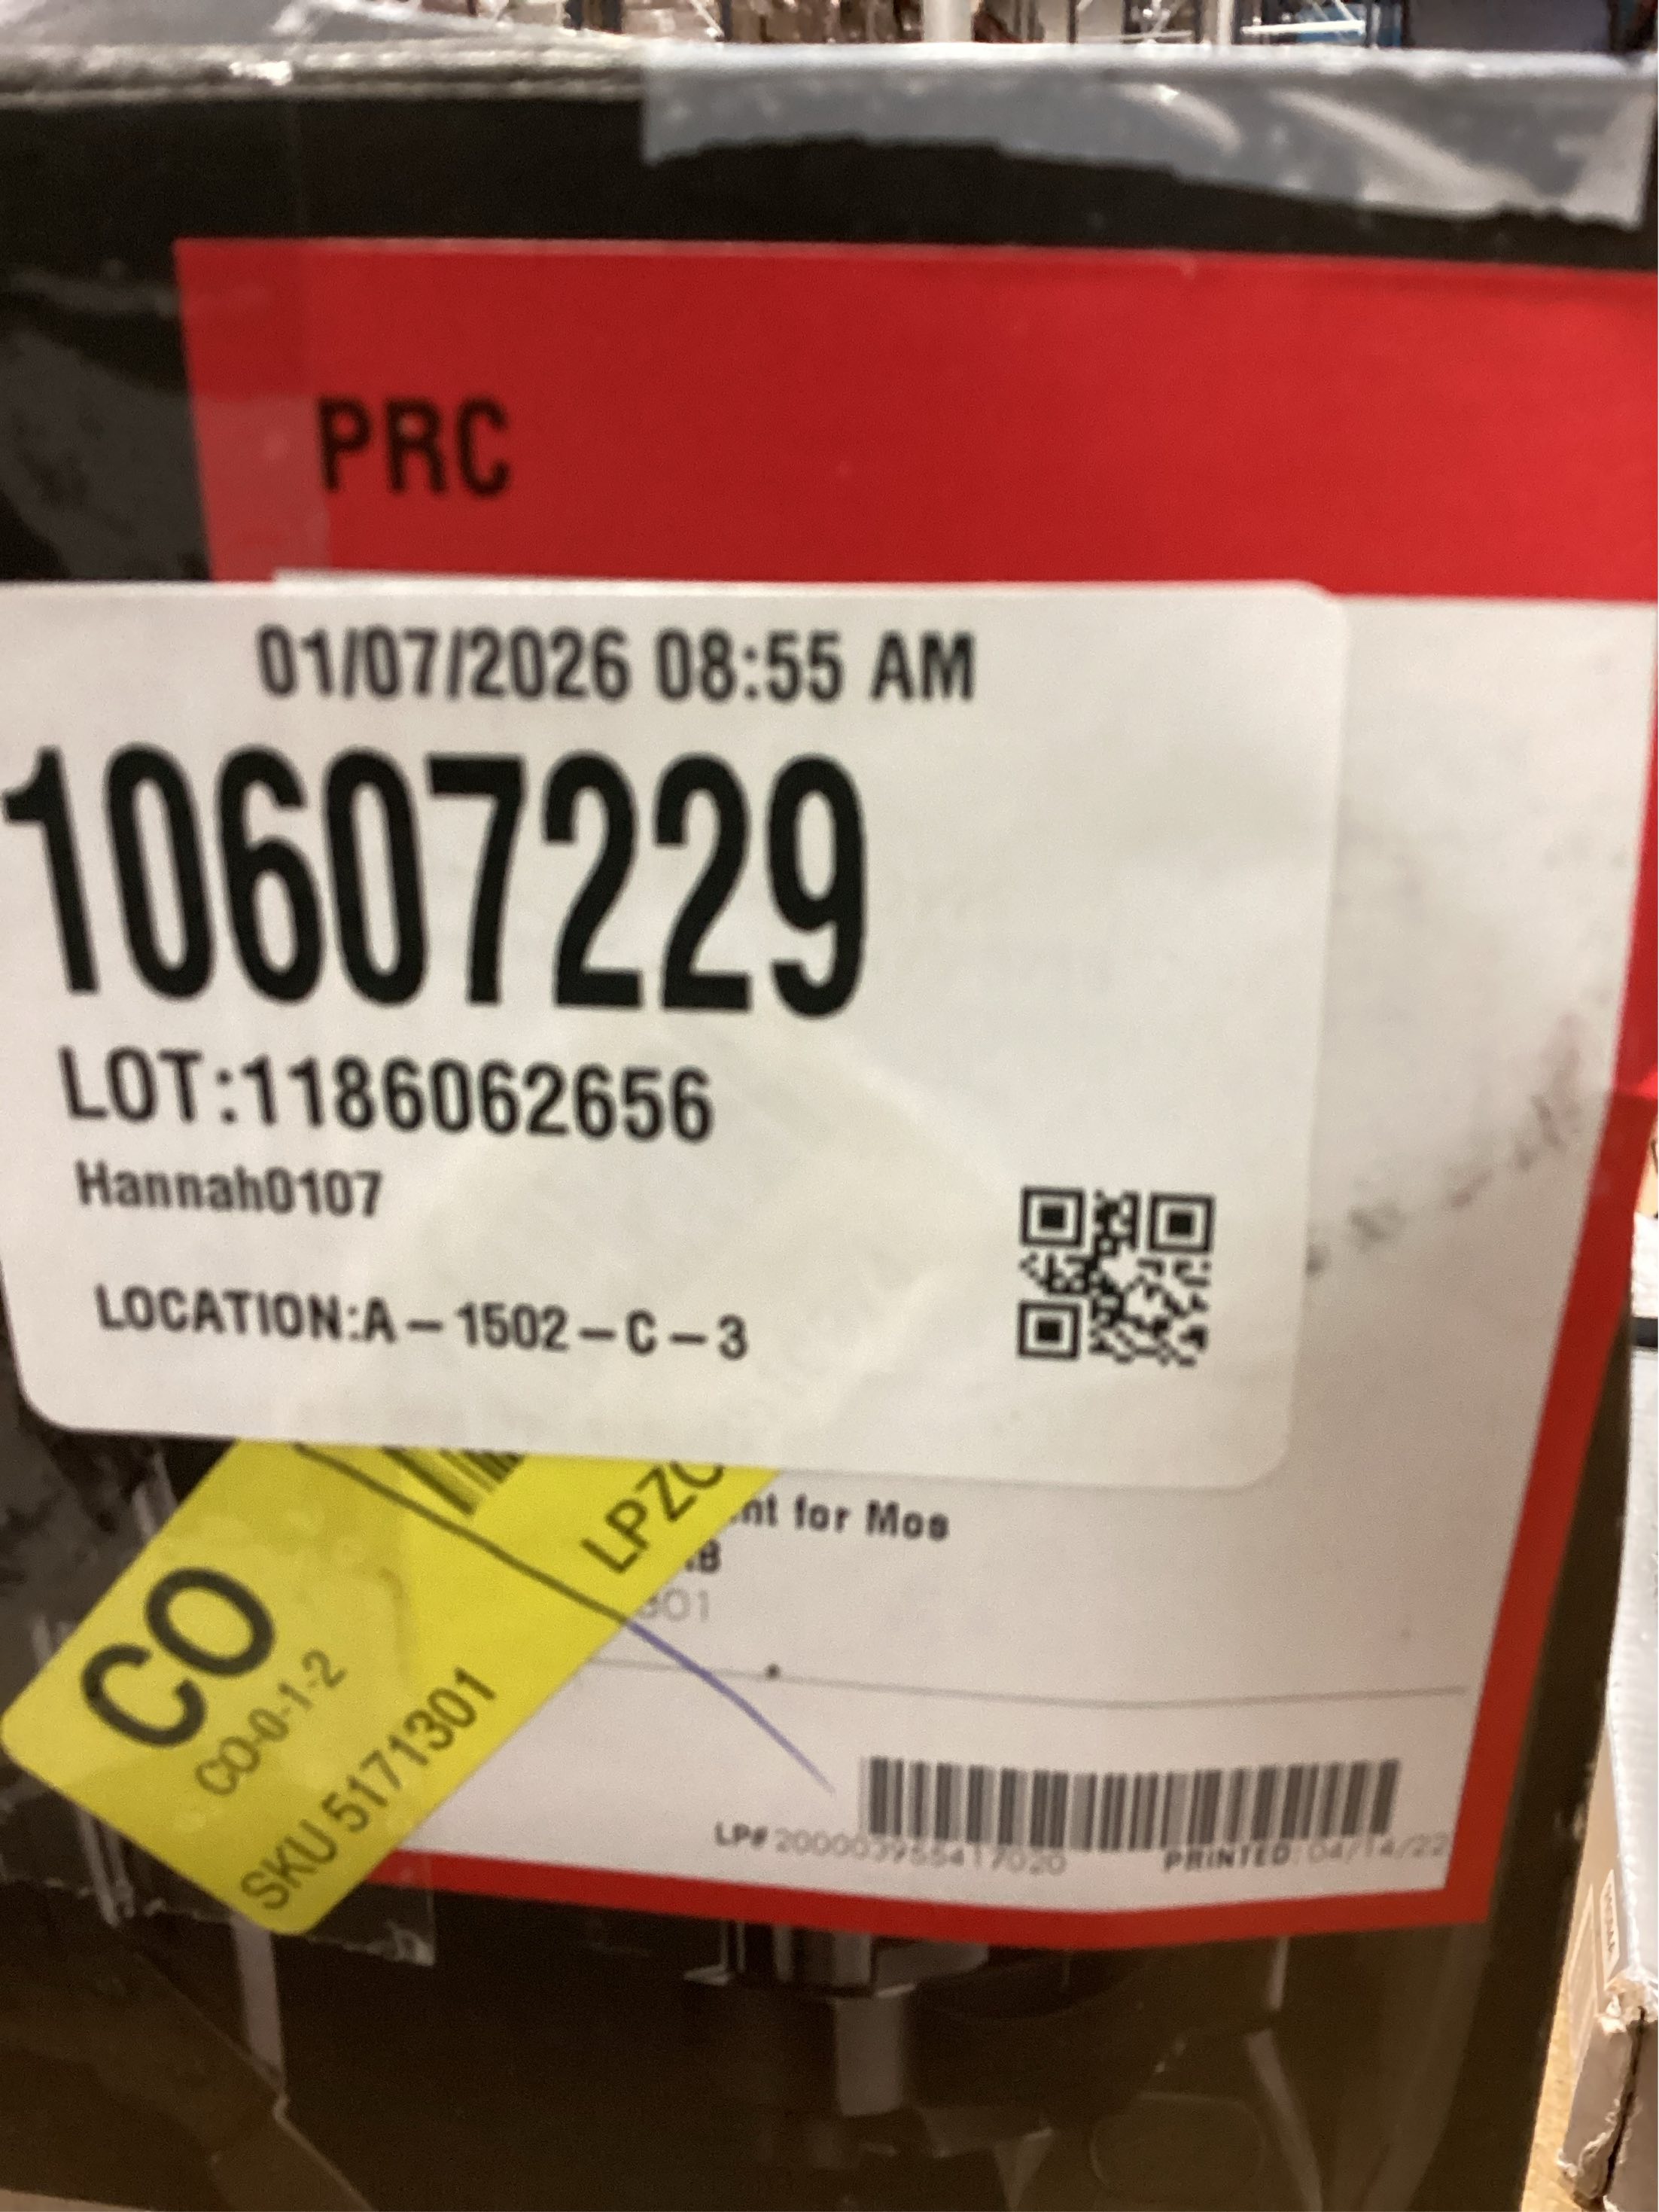 PRC
01/07/2026 08:55 AM
10607229
LOT:1186062656
Hannah0107
LOCATION:A-1502-C-3
for Mos
CO
CO-0-1-2
SKU 5171301
LP# 2000003955417020 PRINTED: 04/14/22